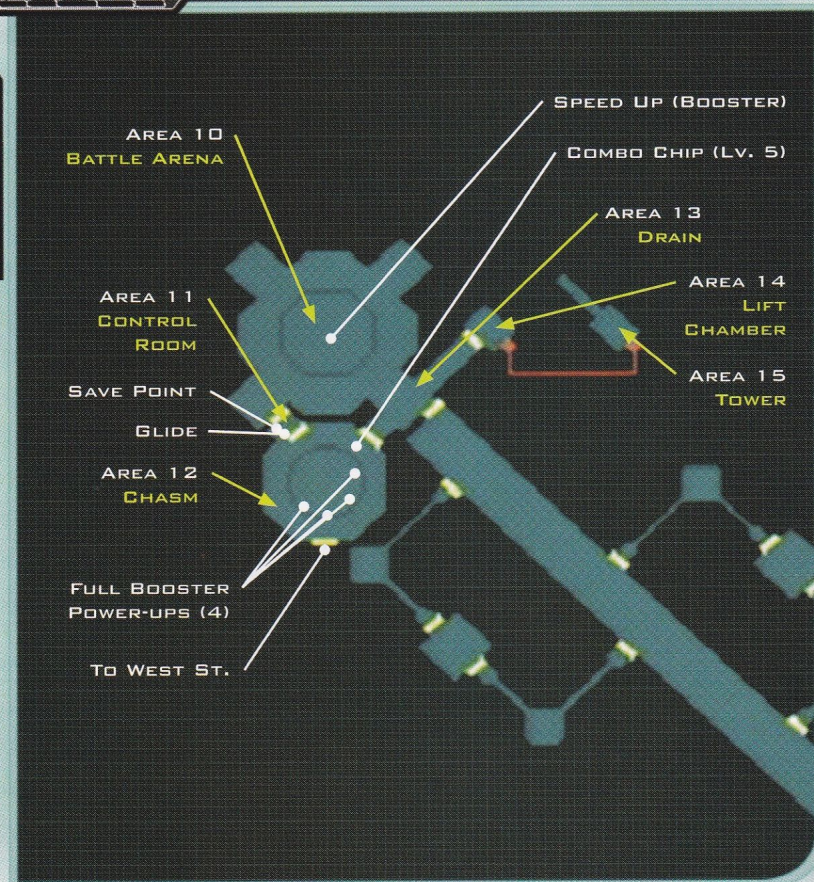 Speed Up (Booster)
Area 10
Battle Arena
Combo Chip (Lv. 5)
Area 13
Drain
Area 14
Lift
Chamber
Area 11
Control
Room
Area 15
Tower
Save Point
Glide
Area 12
Chasm
Full Booster
Power-ups (4)
To West St.